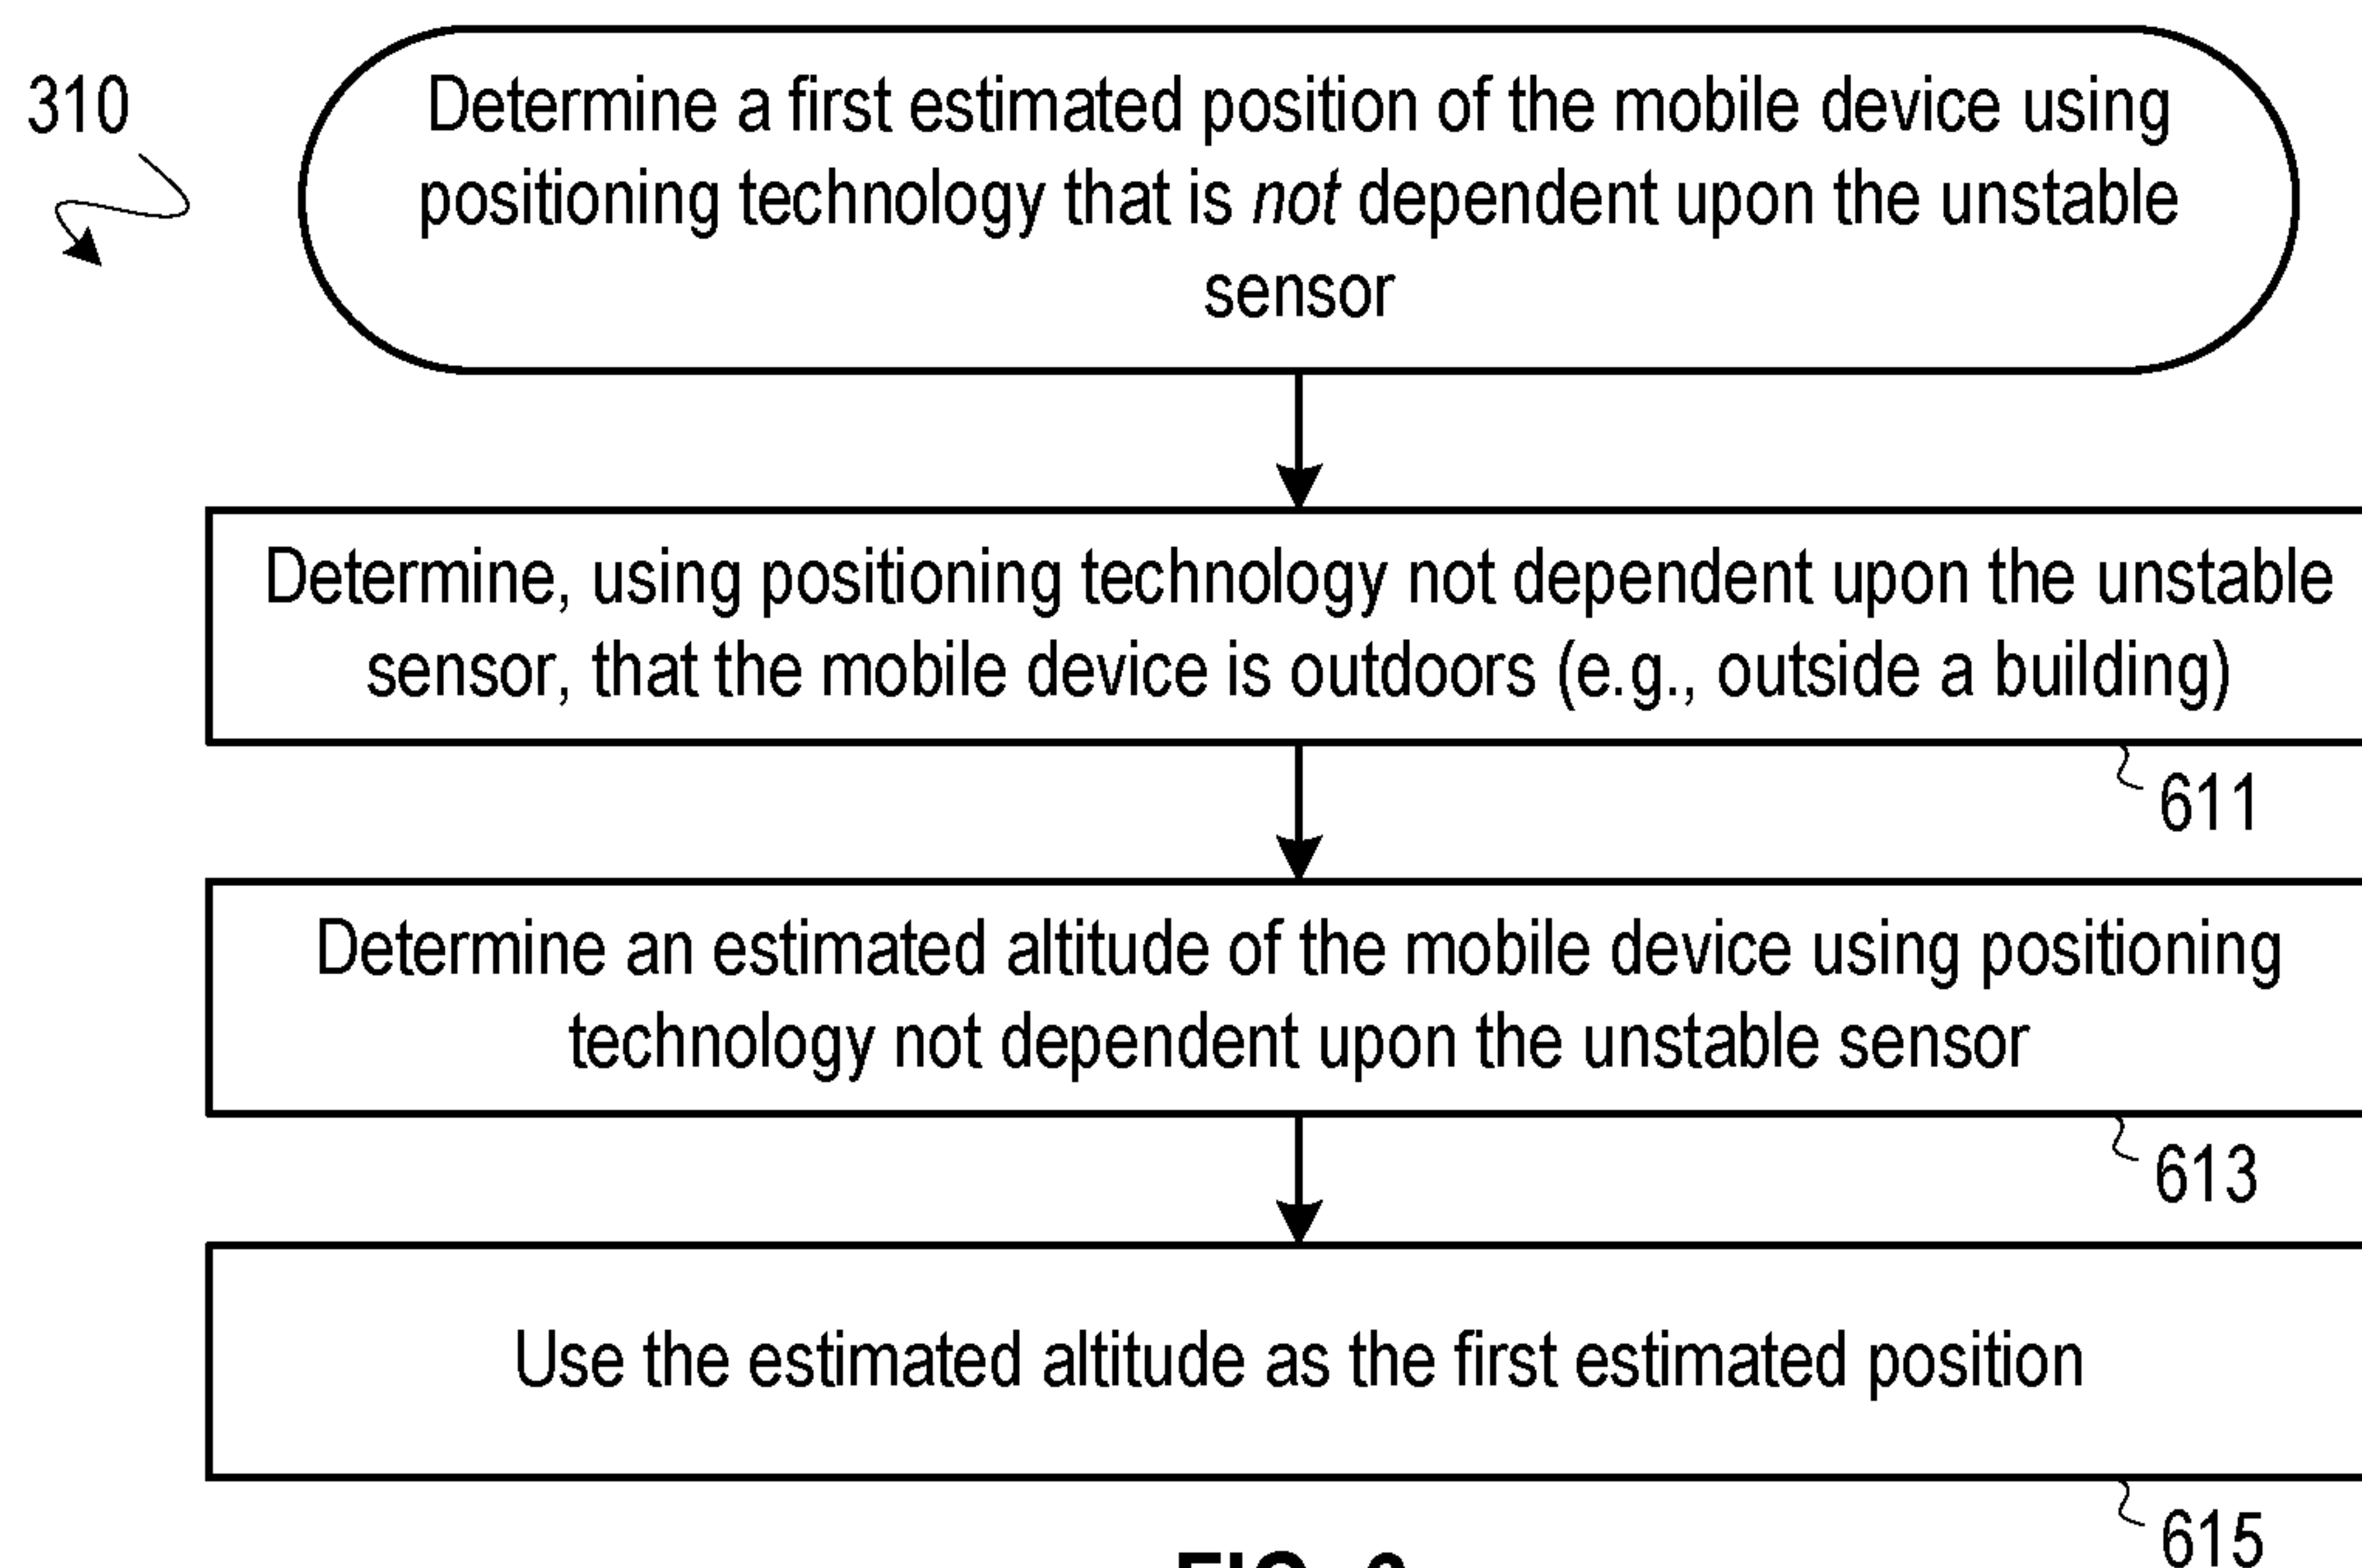 310
Determine a first estimated position of the mobile device using
positioning technology that is not dependent upon the unstable
sensor
Determine, using positioning technology not dependent upon the unstable
sensor, that the mobile device is outdoors (e.g., outside a building)
611
Determine an estimated altitude of the mobile device using positioning
technology not dependent upon the unstable sensor
613
Use the estimated altitude as the first estimated position
615
FIG.